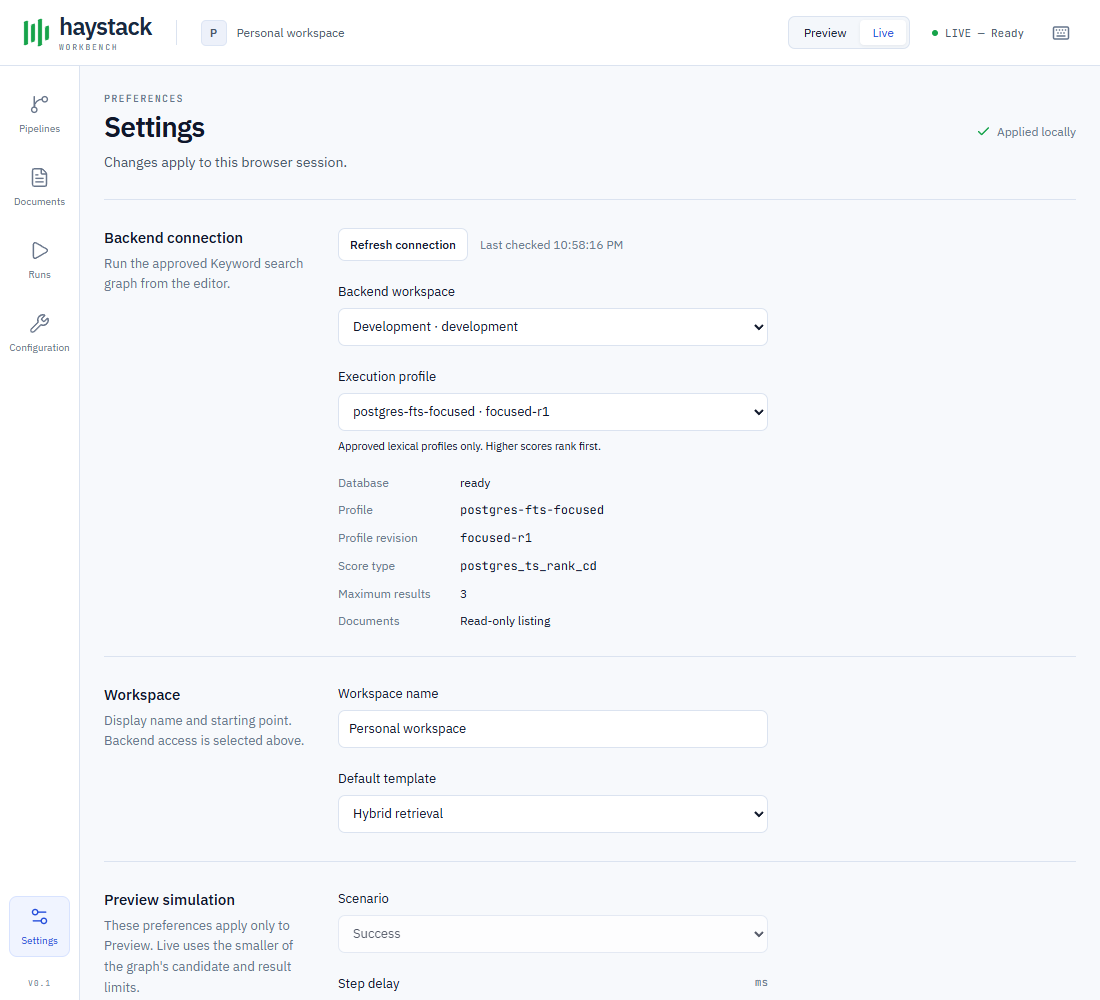 haystack
WORKBENCH
P Personal workspace
Preview Live
LIVE — Ready
Pipelines
Documents
Runs
Configuration
Settings
V0.1
PREFERENCES
Settings
Applied locally
Changes apply to this browser session.
Backend connection
Run the approved Keyword search
graph from the editor.
Refresh connection Last checked 10:58:16 PM
Backend workspace
Development · development
Execution profile
postgres-fts-focused · focused-r1
Approved lexical profiles only. Higher scores rank first.
Database ready
Profile postgres-fts-focused
Profile revision focused-r1
Score type postgres_ts_rank_cd
Maximum results 3
Documents Read-only listing
Workspace
Display name and starting point.
Backend access is selected above.
Workspace name
Personal workspace
Default template
Hybrid retrieval
Preview simulation
These preferences apply only to
Preview. Live uses the smaller of
the graph's candidate and result
limits.
Scenario
Success
Step delay ms